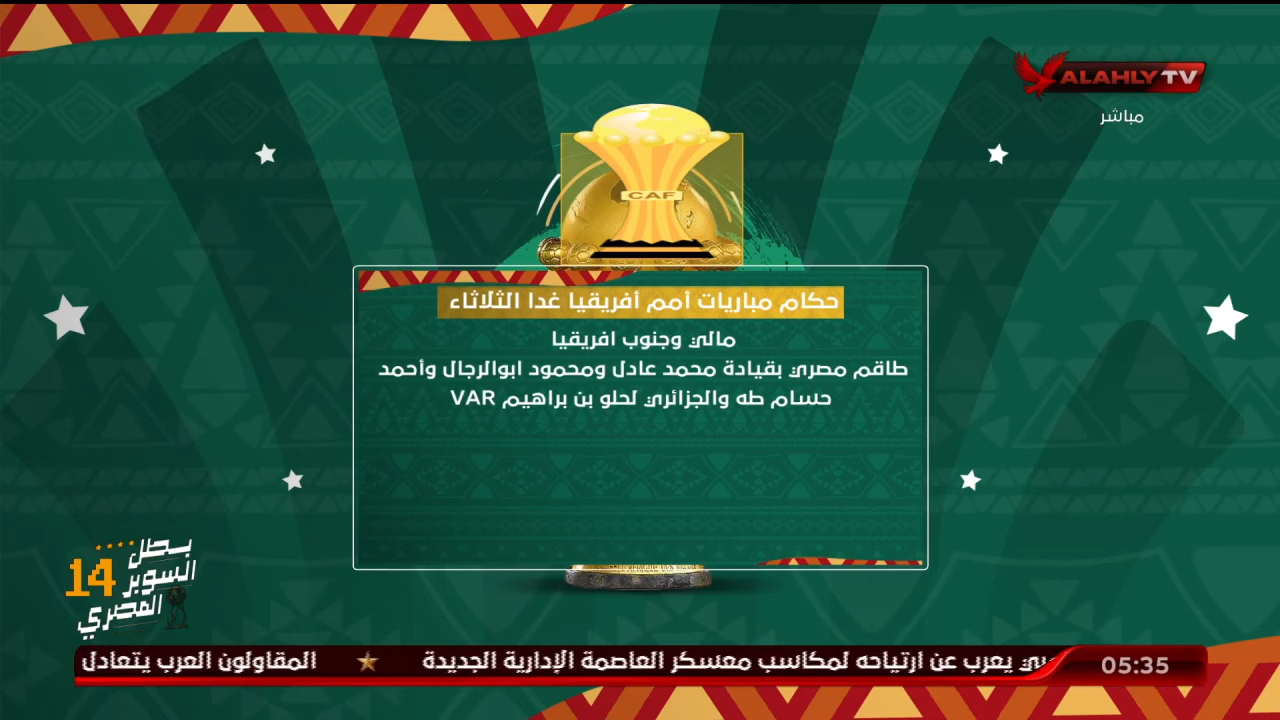 ALAHLY TV
مباشر
CAF
حكام مباريات أمم أفريقيا غدا الثلاثاء
مالي وجنوب افريقيا
طاقم مصري بقيادة محمد عادل ومحمود ابوالرجال وأحمد
حسام طه والجزائري لحلو بن براهيم VAR
بطل
السوبر 14
المصري
يعرب عن ارتياحه لمكاسب معسكر العاصمة الإدارية الجديدة ★ المقاولون العرب يتعادل
05:35